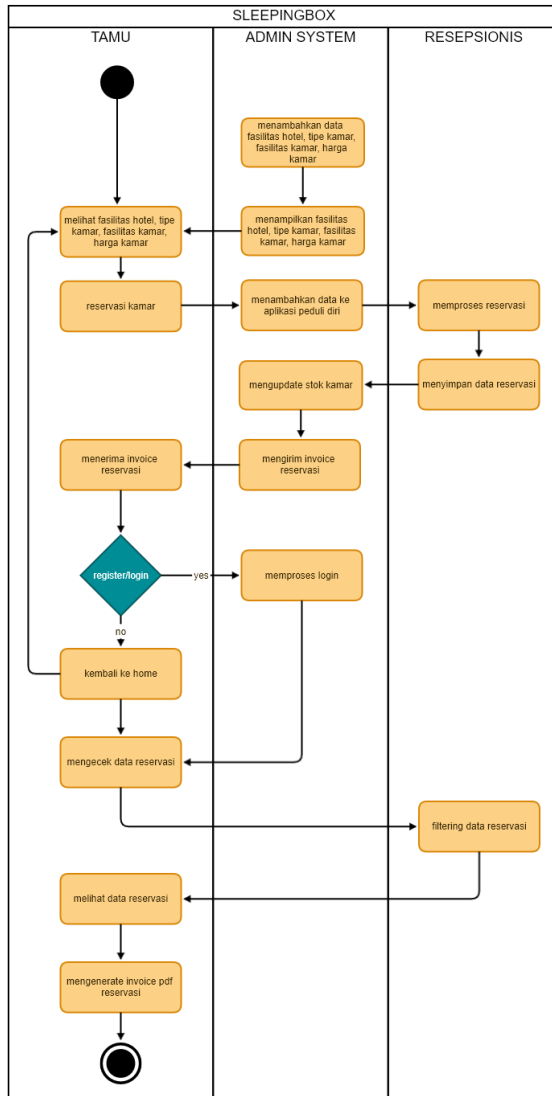 SLEEPINGBOX
TAMU
ADMIN SYSTEM
RESEPSIONIS
menambahkan data
fasilitas hotel, tipe kamar,
fasilitas kamar, harga
kamar
melihat fasilitas hotel, tipe
kamar, fasilitas kamar,
harga kamar
menampilkan fasilitas
hotel, tipe kamar, fasilitas
kamar, harga kamar
reservasi kamar
menambahkan data ke
aplikasi peduli diri
memproses reservasi
mengupdate stok kamar
menyimpan data reservasi
menerima invoice
reservasi
mengirim invoice
reservasi
register/login
yes
memproses login
no
kembali ke home
mengecek data reservasi
filtering data reservasi
melihat data reservasi
mengenerate invoice pdf
reservasi